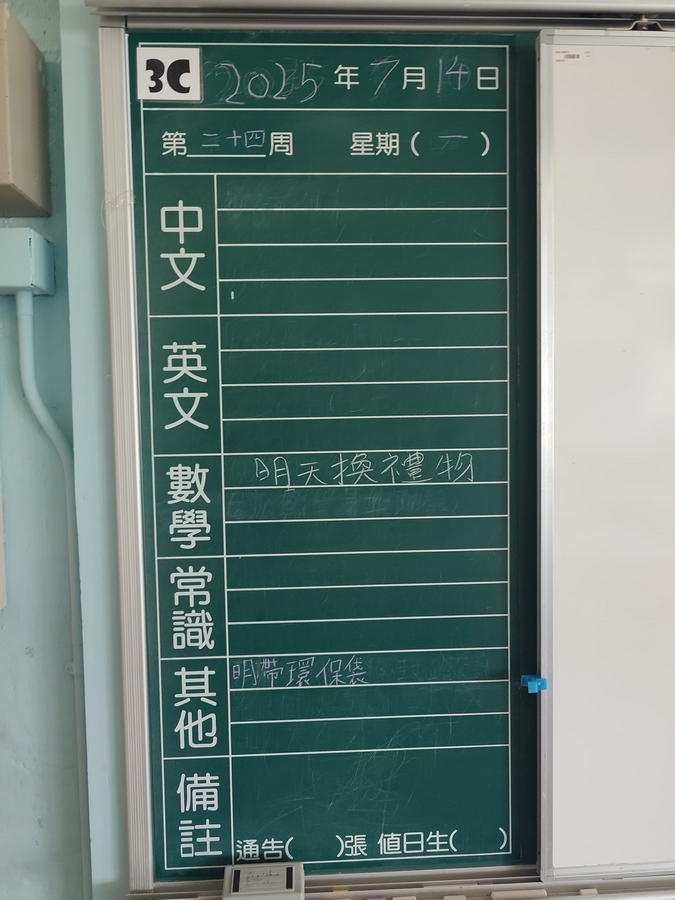 3C 2025年7月14日
第二十四周 星期(一)
中文
英文
數學 明天換禮物
常識
其他 明帶環保袋
備註
通告( )張 值日生( )